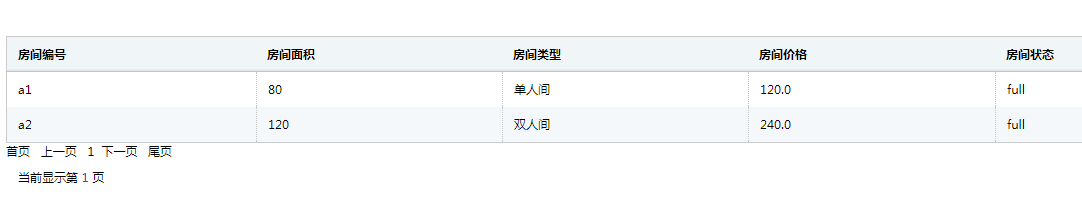 房间编号 房间面积 房间类型 房间价格 房间状态
a1 80 单人间 120.0 full
a2 120 双人间 240.0 full
首页 上一页 1 下一页 尾页
当前显示第 1 页